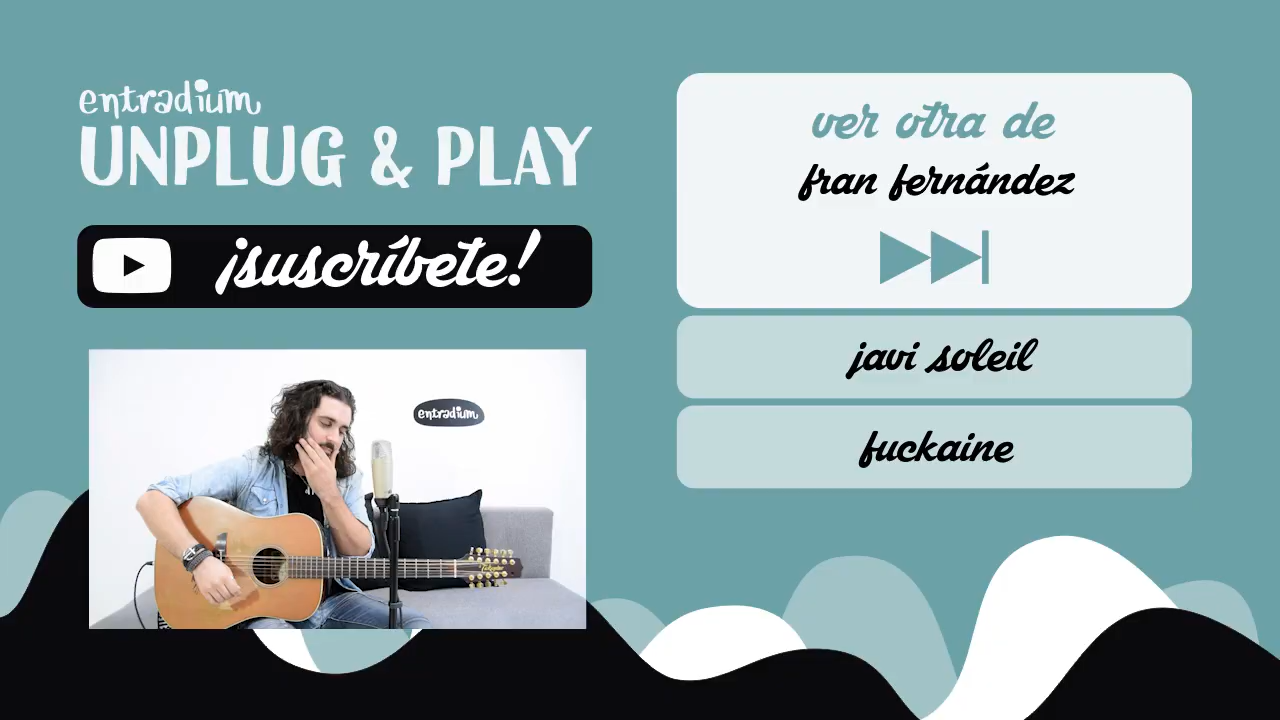 entradium
UNPLUG & PLAY
¡suscríbete!
entradium
ver otra de
fran fernández
javi soleil
fuckaine